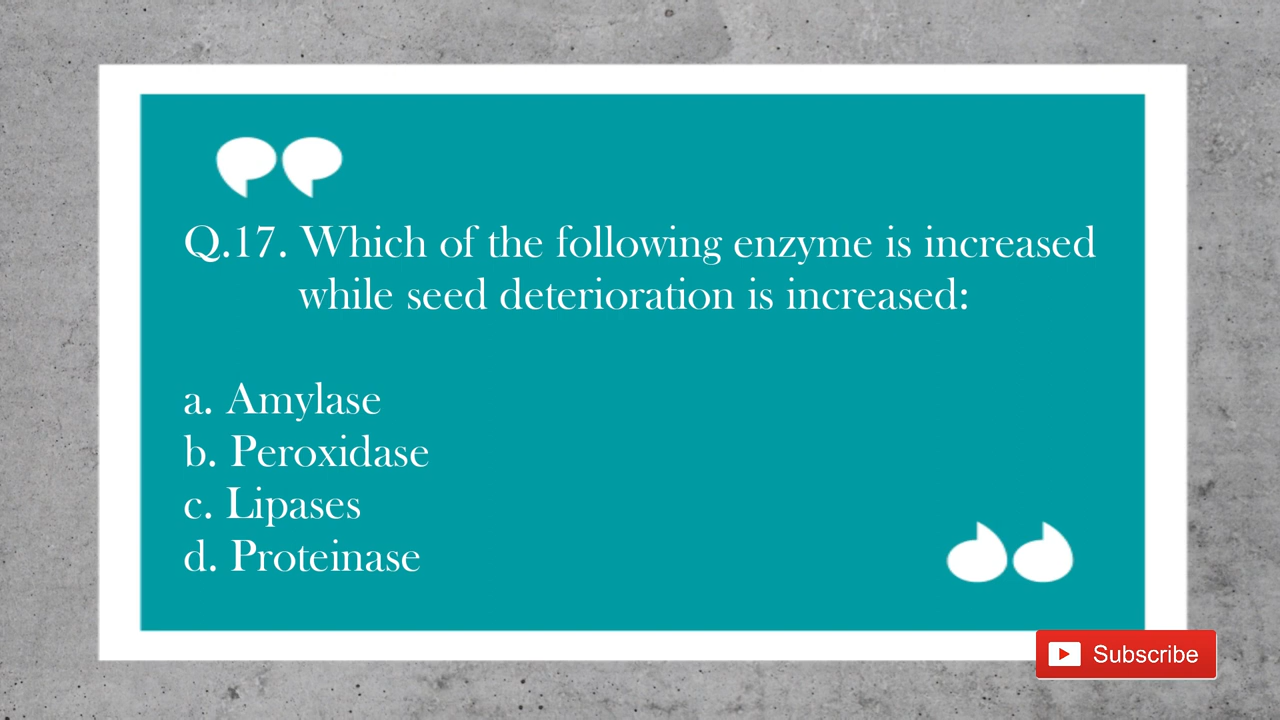 Q.17. Which of the following enzyme is increased
while seed deterioration is increased:
a. Amylase
b. Peroxidase
c. Lipases
d. Proteinase
Subscribe